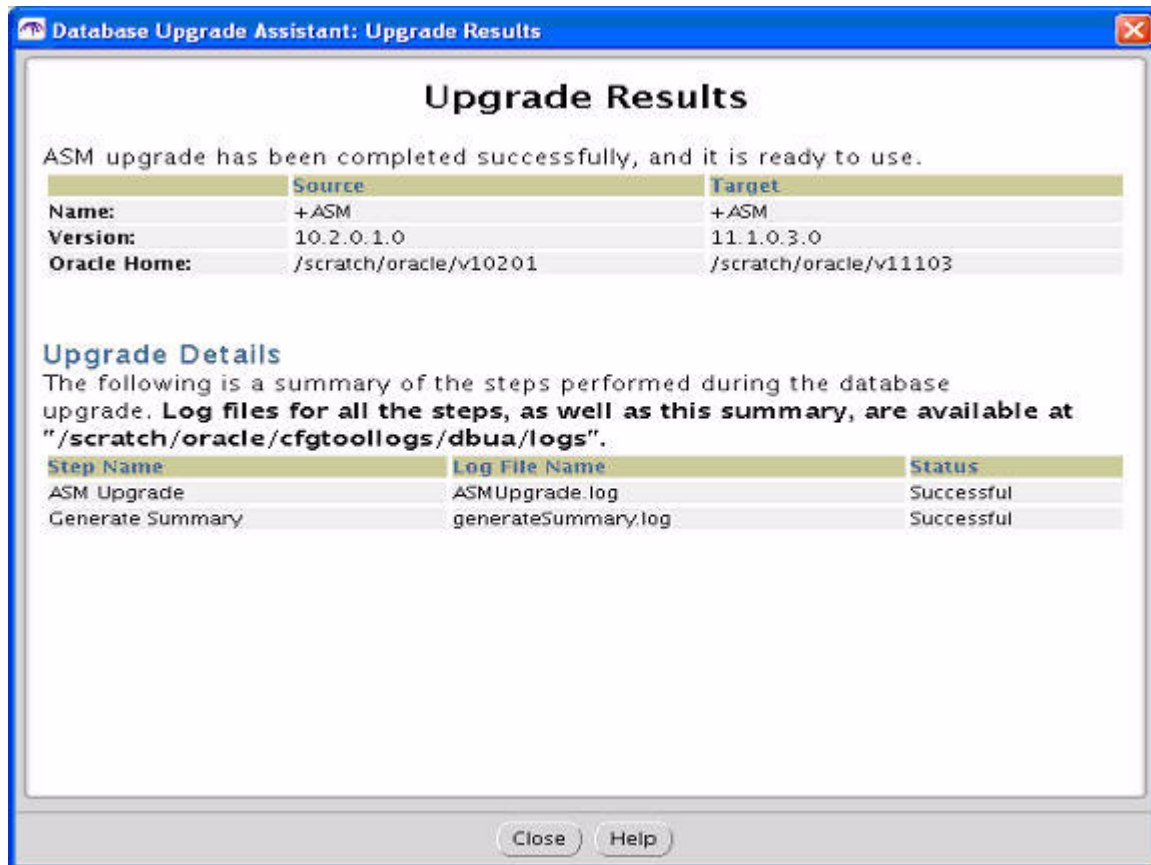 Database Upgrade Assistant: Upgrade Results
Upgrade Results
ASM upgrade has been completed successfully, and it is ready to use.
Source Target
Name: +ASM +ASM
Version: 10.2.0.1.0 11.1.0.3.0
Oracle Home: /scratch/oracle/v10201 /scratch/oracle/v11103
Upgrade Details
The following is a summary of the steps performed during the database
upgrade. Log files for all the steps, as well as this summary, are available at
"/scratch/oracle/cfgtoollogs/dbua/logs".
Step Name Log File Name Status
ASM Upgrade ASMUpgrade.log Successful
Generate Summary generateSummary.log Successful
Close Help